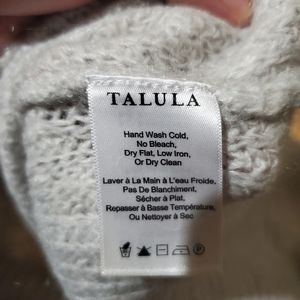 TALULA
Hand Wash Cold,
No Bleach,
Dry Flat, Low Iron,
Or Dry Clean
Laver à La Main à L'eau Froide,
Pas De Blanchiment,
Sécher à Plat,
Repasser à Basse Température,
Ou Nettoyer à Sec